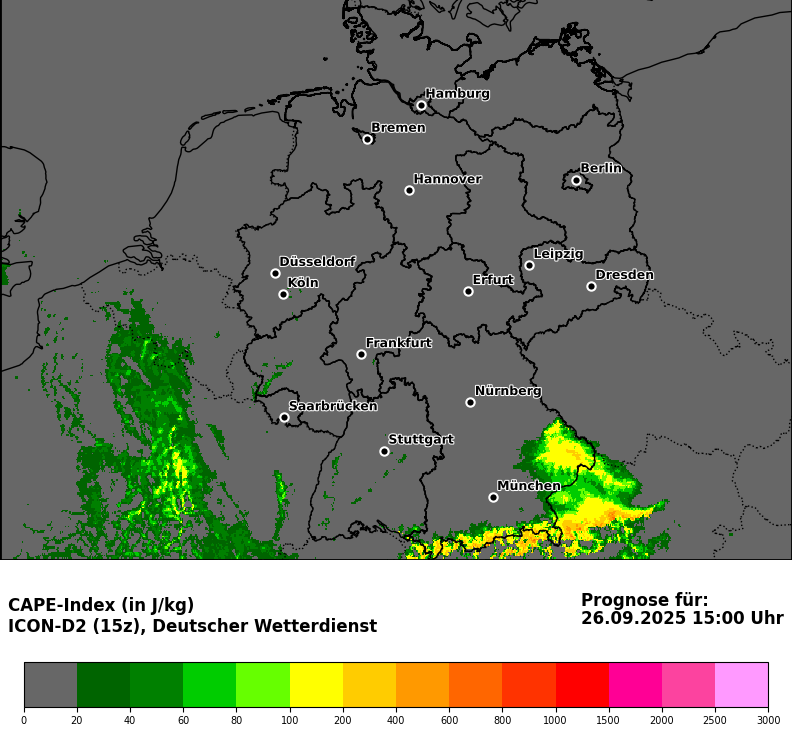 Hamburg
Bremen
Berlin
Hannover
Leipzig
Düsseldorf
Dresden
Köln
Erfurt
Frankfurt
Nürnberg
Saarbrücken
Stuttgart
München
CAPE-Index (in J/kg)
ICON-D2 (15z), Deutscher Wetterdienst
Prognose für:
26.09.2025 15:00 Uhr
0 20 40 60 80 100 200 400 600 800 1000 1500 2000 2500 3000